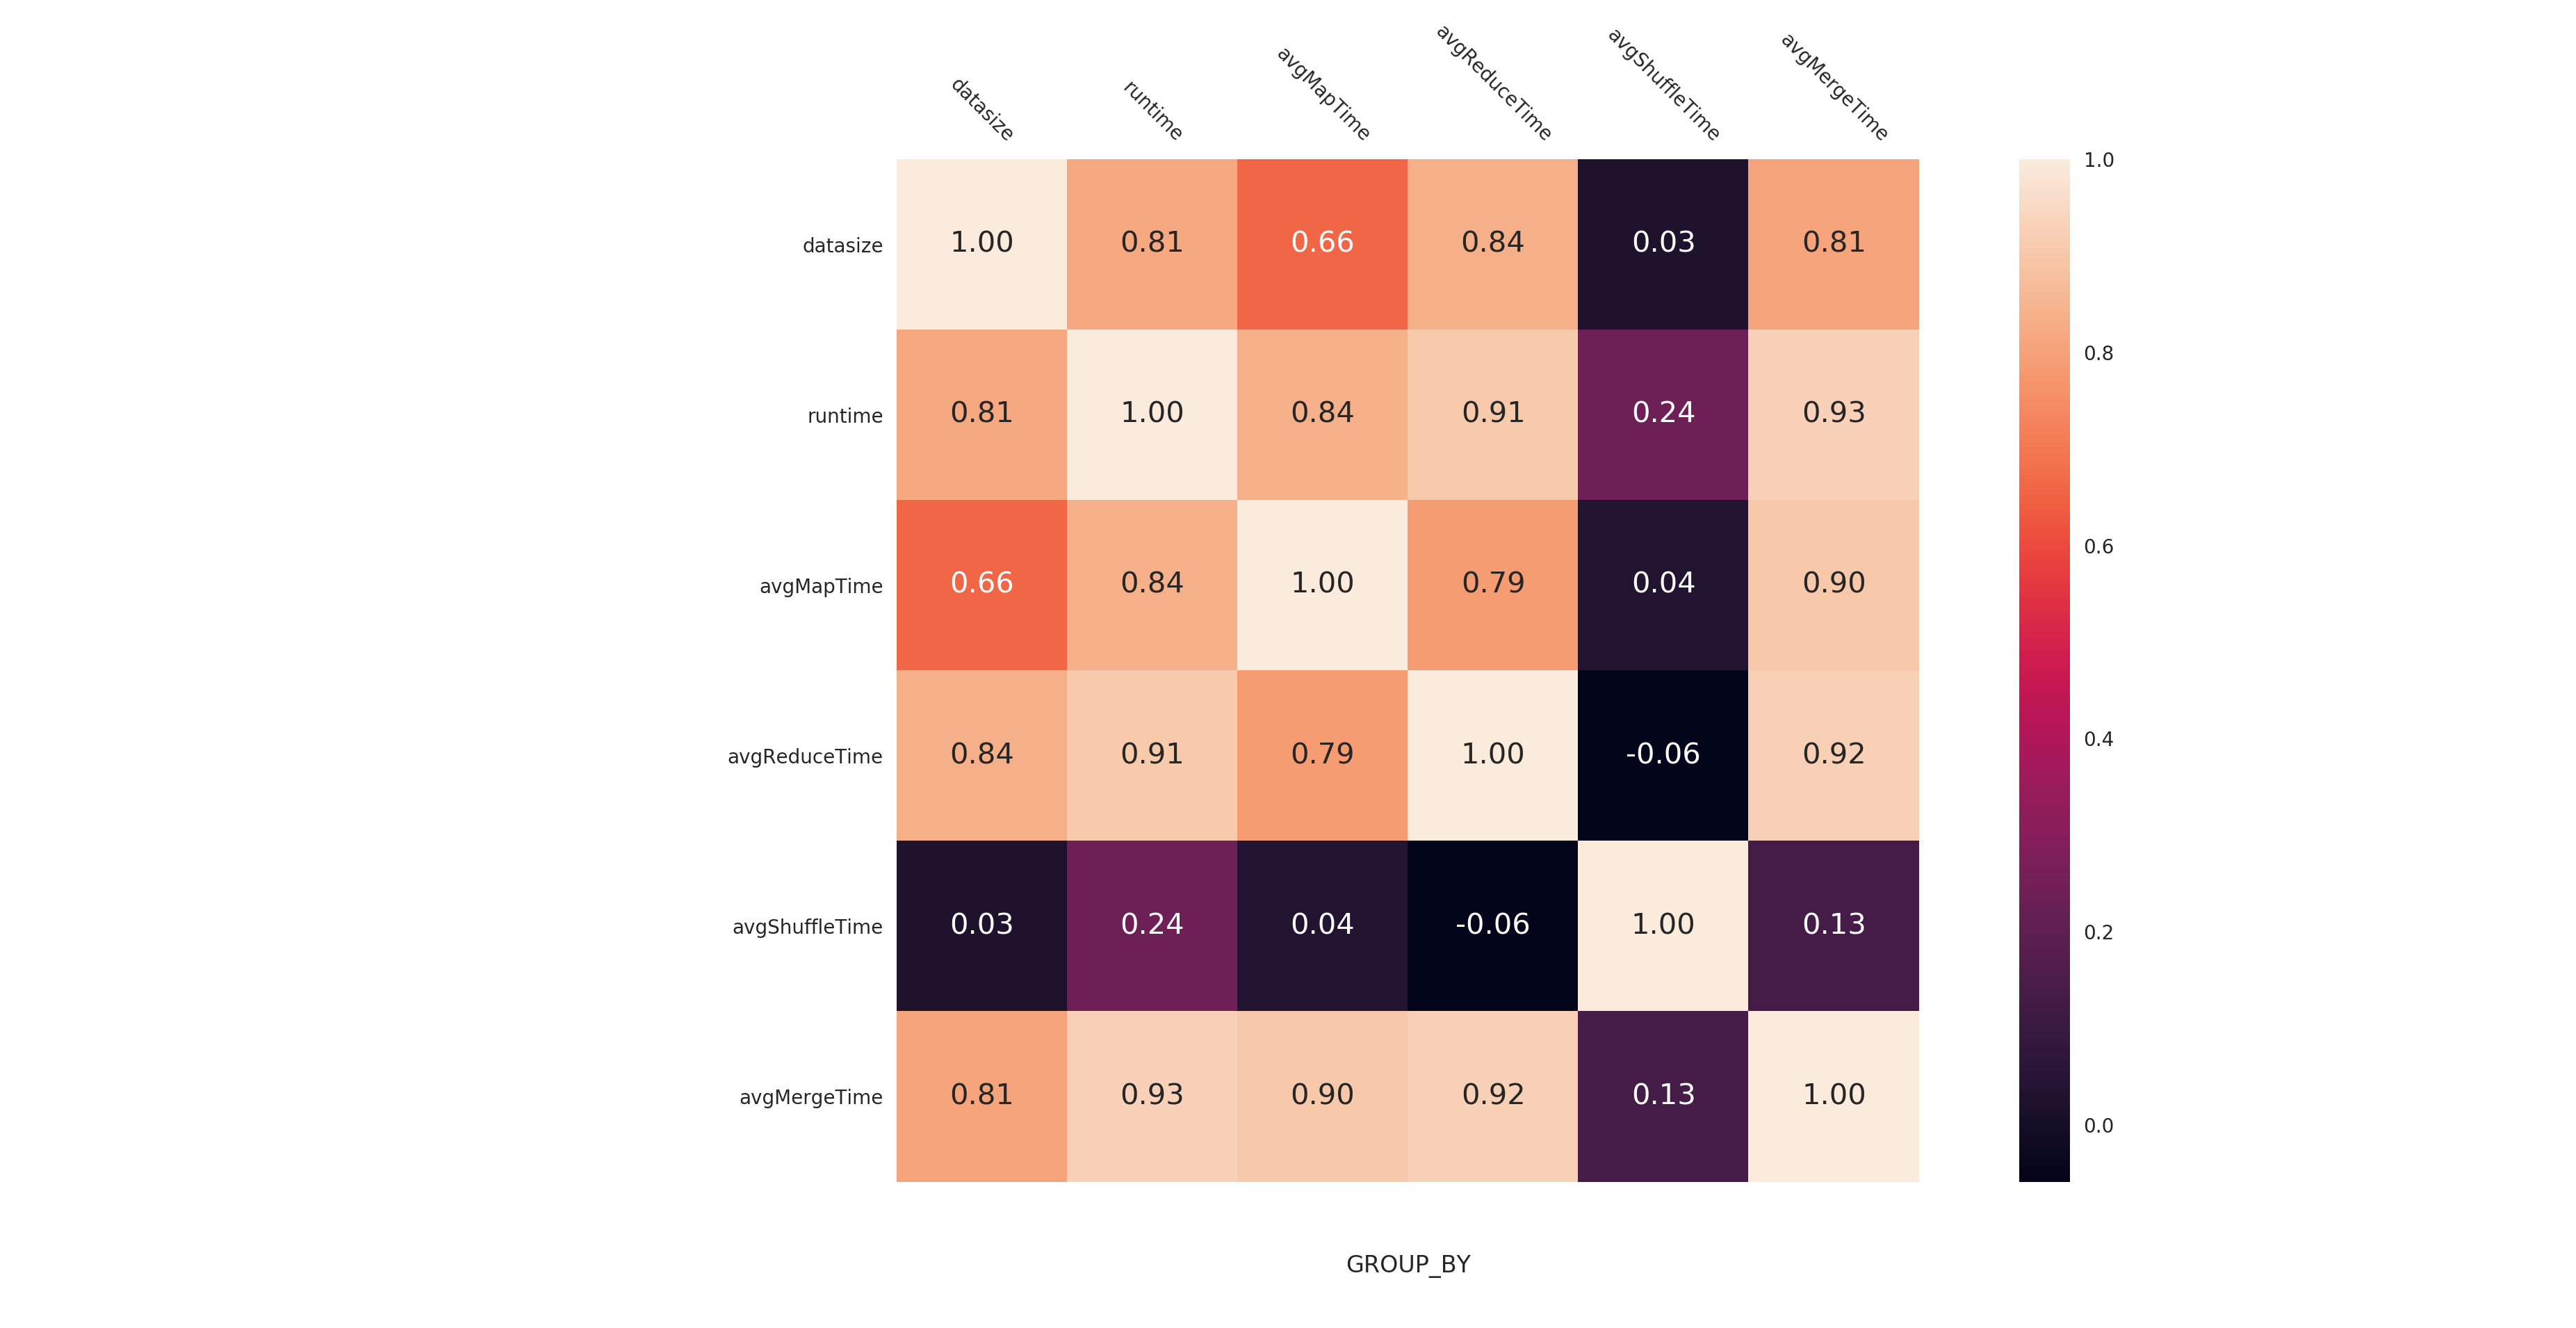 datasize runtime avgMapTime avgReduceTime avgShuffleTime avgMergeTime
datasize 1.00 0.81 0.66 0.84 0.03 0.81
runtime 0.81 1.00 0.84 0.91 0.24 0.93
avgMapTime 0.66 0.84 1.00 0.79 0.04 0.90
avgReduceTime 0.84 0.91 0.79 1.00 -0.06 0.92
avgShuffleTime 0.03 0.24 0.04 -0.06 1.00 0.13
avgMergeTime 0.81 0.93 0.90 0.92 0.13 1.00
1.0
0.8
0.6
0.4
0.2
0.0
GROUP_BY